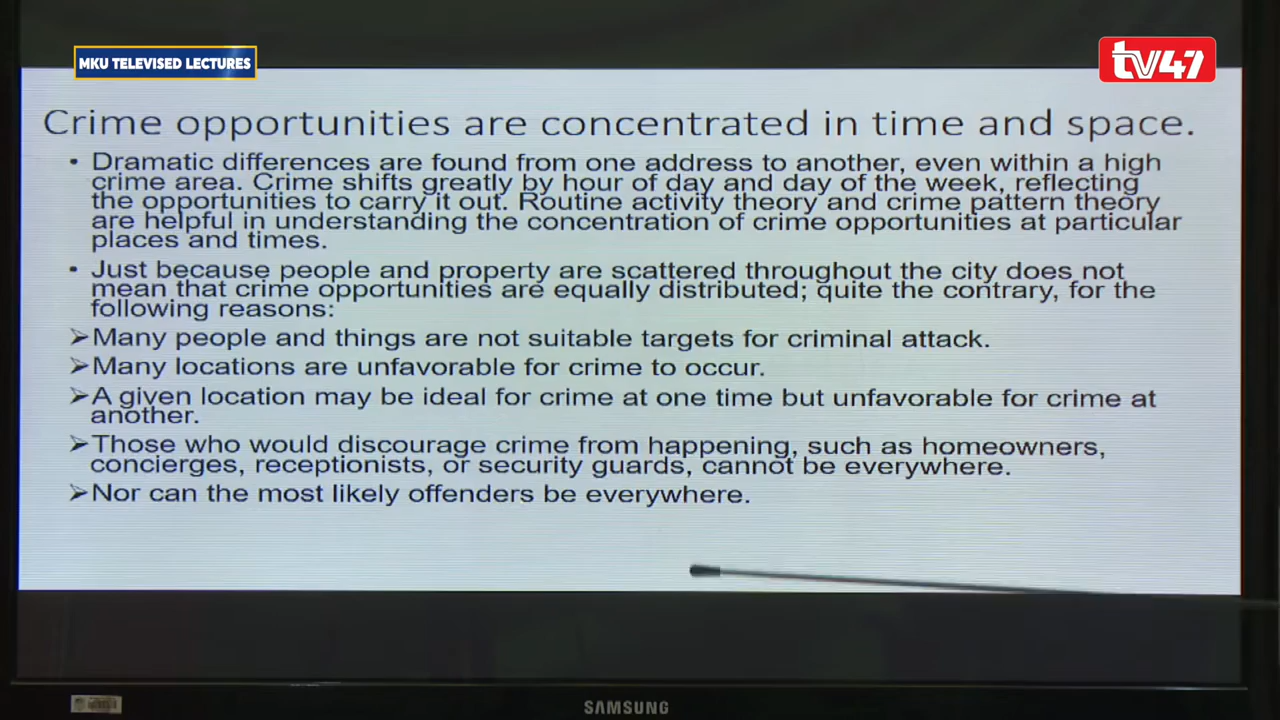 MKU TELEVISED LECTURES
tv47
Crime opportunities are concentrated in time and space.
• Dramatic differences are found from one address to another, even within a high
crime area. Crime shifts greatly by hour of day and day of the week, reflecting
the opportunities to carry it out. Routine activity theory and crime pattern theory
are helpful in understanding the concentration of crime opportunities at particular
places and times.
• Just because people and property are scattered throughout the city does not
mean that crime opportunities are equally distributed; quite the contrary, for the
following reasons:
➢Many people and things are not suitable targets for criminal attack.
➢Many locations are unfavorable for crime to occur.
➢A given location may be ideal for crime at one time but unfavorable for crime at
another.
➢Those who would discourage crime from happening, such as homeowners,
concierges, receptionists, or security guards, cannot be everywhere.
➢Nor can the most likely offenders be everywhere.
SAMSUNG